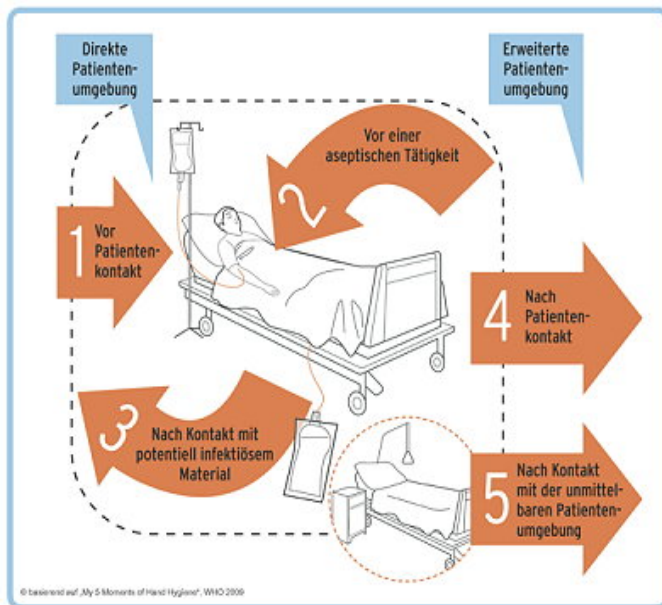 Direkte
Patienten-
umgebung
Erweiterte
Patienten-
umgebung
Vor einer
aseptischen Tätigkeit
2
1
Vor
Patienten-
kontakt
4
Nach
Patienten-
kontakt
3
Nach Kontakt mit
potentiell infektiösem
Material
5
Nach Kontakt
mit der unmittel-
baren Patienten-
umgebung
© basierend auf „My 5 Moments of Hand Hygiene“, WHO 2009